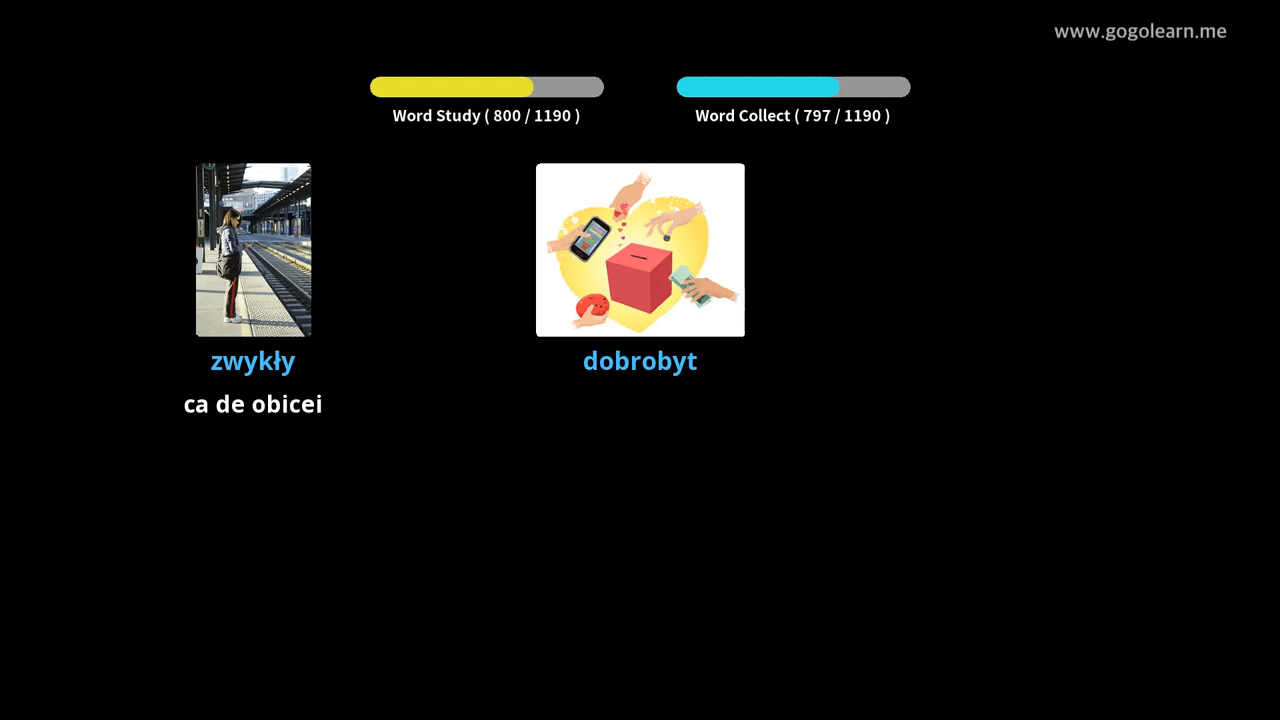 www.gogolearn.me
Word Study ( 800 / 1190 )
Word Collect ( 797 / 1190 )
zwykły
dobrobyt
ca de obicei